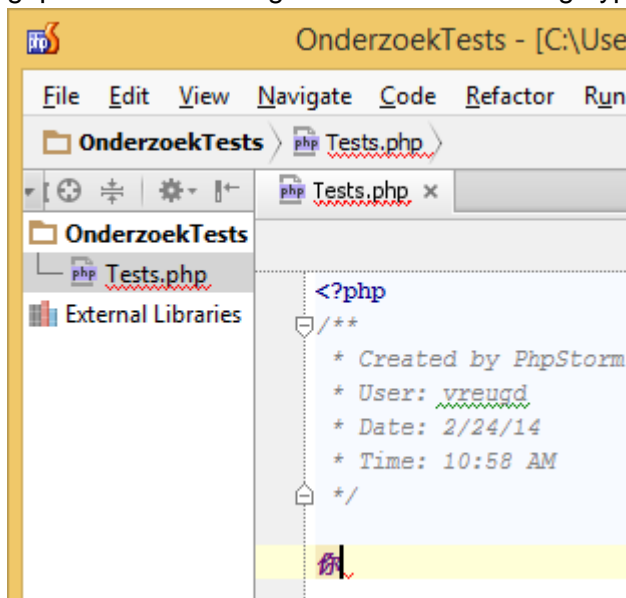 OnderzoekTests - [C:\Use
File Edit View Navigate Code Refactor Run
OnderzoekTests Tests.php
Tests.php
OnderzoekTests
Tests.php
External Libraries
<?php
/**
* Created by PhpStorm
* User: vreugd
* Date: 2/24/14
* Time: 10:58 AM
*/
你